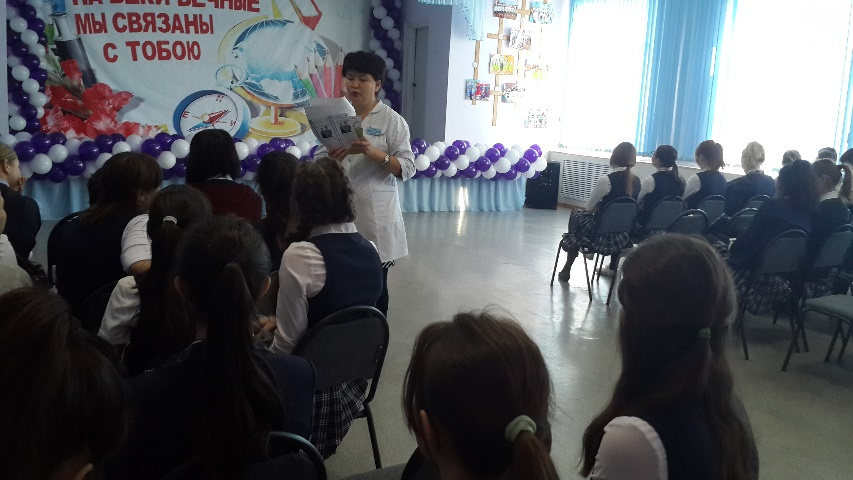 НА ВЕКИ ВЕЧНЫЕ
МЫ СВЯЗАНЫ
С ТОБОЮ